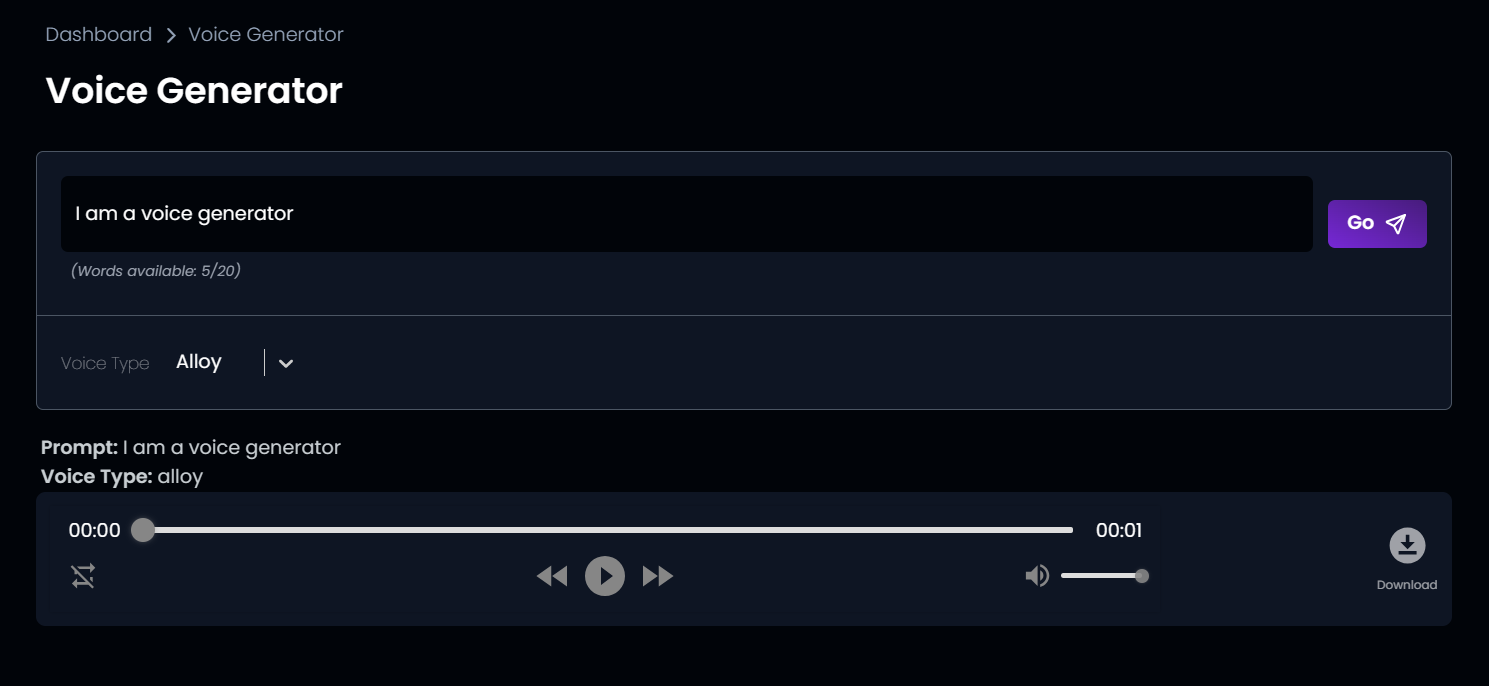 Dashboard > Voice Generator
Voice Generator
I am a voice generator
Go
(Words available: 5/20)
Voice Type Alloy
Prompt: I am a voice generator
Voice Type: alloy
00:00 00:01
Download